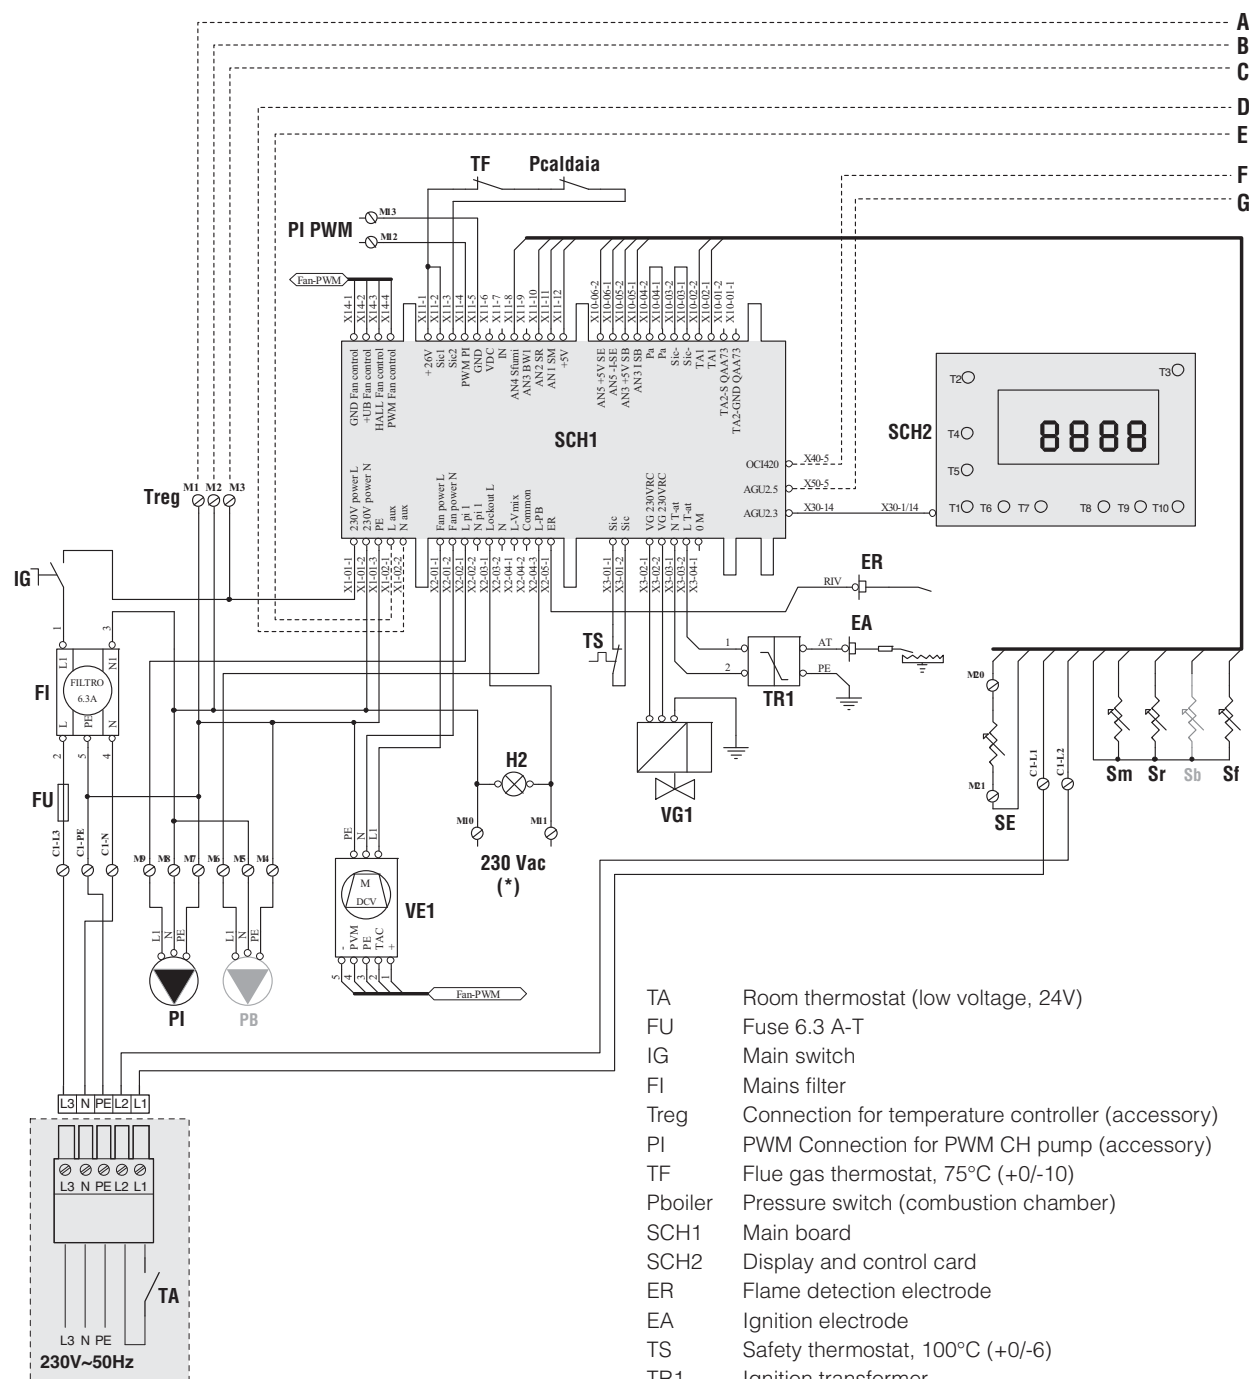 A
B
C
D
E
F
G
TF
Pcaldaia
PI PWM
M13
M12
Fan-PWM
X14-1
X14-2
X14-3
X14-4
X11-1
X11-2
X11-3
X11-4
X11-5
X11-6
X11-7
X11-8
X11-9
X11-10
X11-11
X11-12
X10-06-2
X10-06-1
X10-05-2
X10-05-1
X10-04-2
X10-04-1
X10-03-2
X10-03-1
X10-02-2
X10-02-1
X10-01-2
X10-01-1
GND Fan control
+UB Fan control
HALL Fan control
PWM Fan control
+ 26V
Sic1
Sic2
PWM PI
GND
VDC
IN
AN4 Sfumi
AN3 BW1
AN2 SR
AN1 SM
+5V
AN5 +5V SE
AN5 -ISE
AN3 +5V SB
AN3 1SB
Pa
Pa
Sic-
Sic-
TA1
TA1
TA2-S QAA73
TA2-GND QAA73
SCH1
OCI420
X40-5
AGU2.5
X50-5
AGU2.3
X30-14
X30-1/14
SCH2
T2
T3
T4
8888
T5
T1
T6
T7
T8
T9
T10
Treg
M1
M2
M3
230V power L
230V power N
PE
L aux
N aux
Fan power L
Fan power N
L pi 1
N pi 1
Lockout L
N
L-V mix
Common
L-PB
ER
Sic
Sic
VG 230VRC
VG 230VRC
N T-at
L T-at
0 M
X1-01-1
X1-01-2
X1-01-3
X1-02-1
X1-02-2
X2-01-1
X2-01-2
X2-02-1
X2-02-2
X2-03-1
X2-03-2
X2-04-1
X2-04-2
X2-04-3
X2-05-1
X3-01-1
X3-01-2
X3-02-1
X3-02-2
X3-03-1
X3-03-2
X3-04-1
IG
1
3
L1
N1
FI
FILTRO
6.3A
L
PE
N
2
5
4
FU
C1-L3
C1-PE
C1-N
M9
M8
M7
M6
M5
M4
L1
N
PE
L1
N
PE
PI
PB
TS
ER
RIV
EA
AT
1
2
PE
TR1
VG1
H2
M10
M11
230 Vac
(*)
PE
N
L1
M
DCV
VE1
-
PVM
PE
TAC
+
5
4
3
2
1
Fan-PWM
M20
M21
SE
C1-L1
C1-L2
Sm
Sr
Sb
Sf
L3 N PE L2 L1
L3 N PE L2 L1
TA
L3 N PE
230V~50Hz
TA Room thermostat (low voltage, 24V)
FU Fuse 6.3 A-T
IG Main switch
FI Mains filter
Treg Connection for temperature controller (accessory)
PI PWM Connection for PWM CH pump (accessory)
TF Flue gas thermostat, 75°C (+0/-10)
Pboiler Pressure switch (combustion chamber)
SCH1 Main board
SCH2 Display and control card
ER Flame detection electrode
EA Ignition electrode
TS Safety thermostat, 100°C (+0/-6)
TR1 Ignition transformer